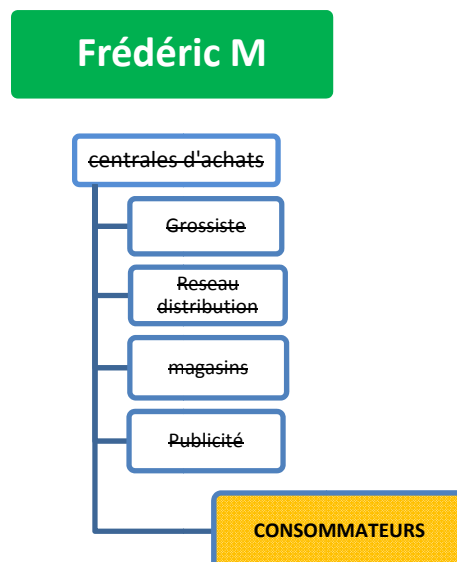 Frédéric M
centrales d'achats
Grossiste
Reseau
distribution
magasins
Publicité
CONSOMMATEURS